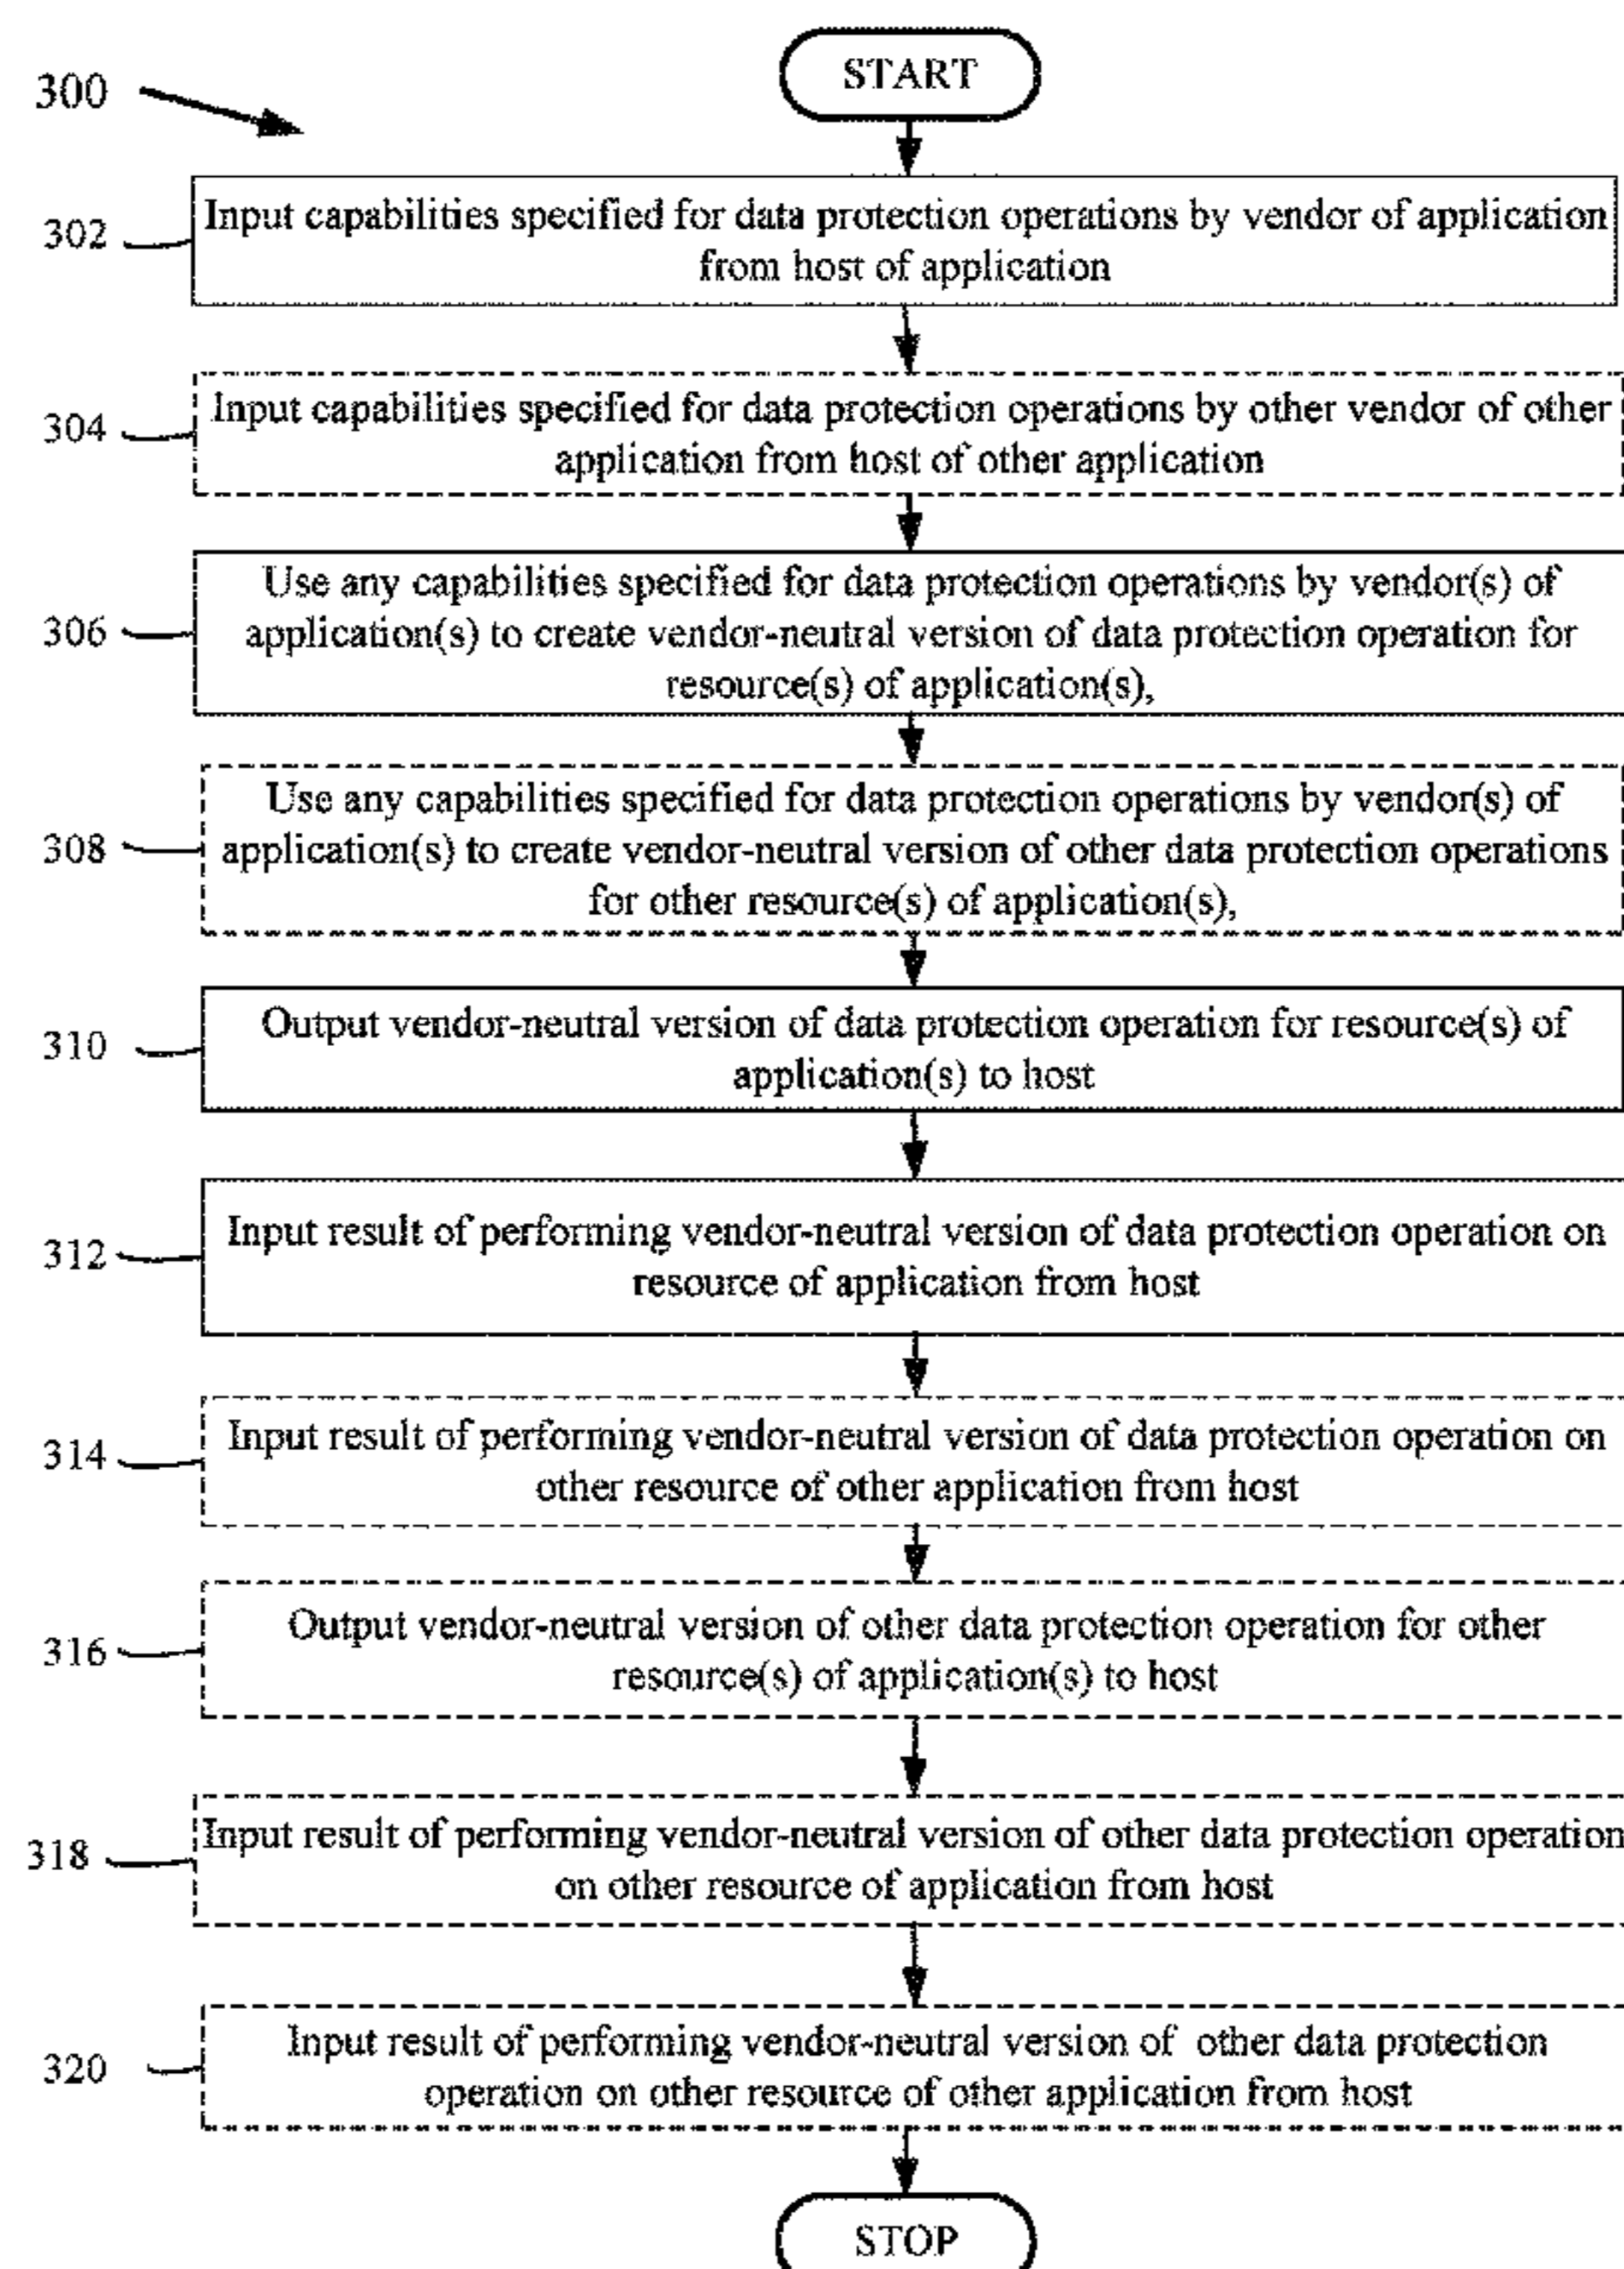 START
300
302
Input capabilities specified for data protection operations by vendor of application
from host of application
304
Input capabilities specified for data protection operations by other vendor of other
application from host of other application
306
Use any capabilities specified for data protection operations by vendor(s) of
application(s) to create vendor-neutral version of data protection operation for
resource(s) of application(s),
308
Use any capabilities specified for data protection operations by vendor(s) of
application(s) to create vendor-neutral version of other data protection operations
for other resource(s) of application(s),
310
Output vendor-neutral version of data protection operation for resource(s) of
application(s) to host
312
Input result of performing vendor-neutral version of data protection operation on
resource of application from host
314
Input result of performing vendor-neutral version of data protection operation on
other resource of other application from host
316
Output vendor-neutral version of other data protection operation for other
resource(s) of application(s) to host
318
Input result of performing vendor-neutral version of other data protection operation
on other resource of application from host
320
Input result of performing vendor-neutral version of other data protection
operation on other resource of other application from host
STOP